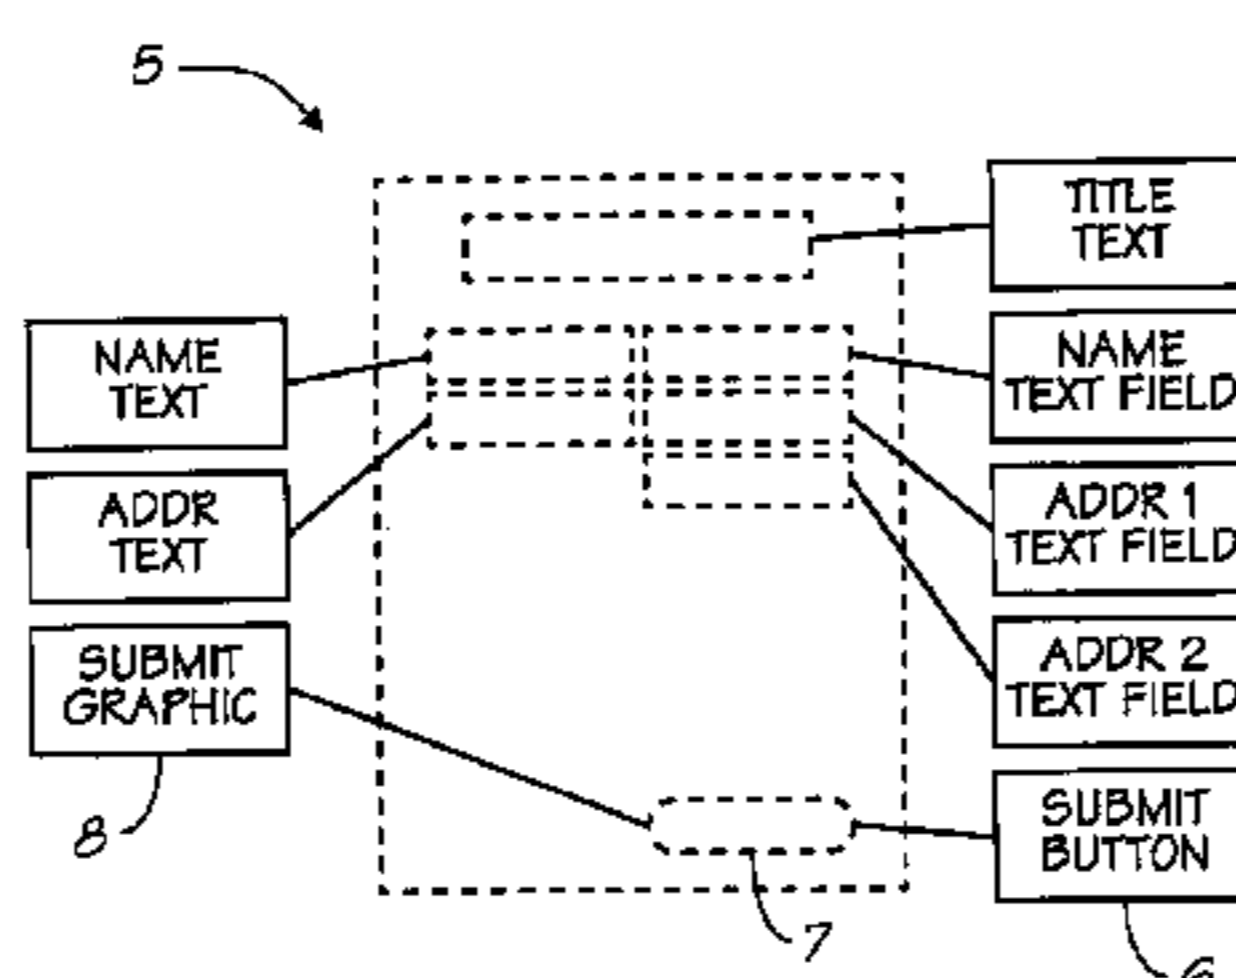 5
TITLE
TEXT
NAME
TEXT
NAME
TEXT FIELD
ADDR
TEXT
ADDR 1
TEXT FIELD
SUBMIT
GRAPHIC
ADDR 2
TEXT FIELD
8
SUBMIT
BUTTON
7
6